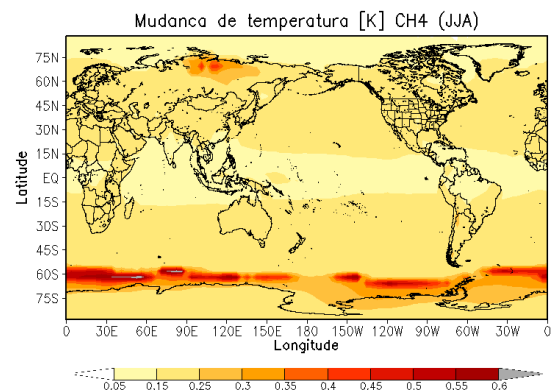 Mudanca de temperatura [K] CH4 (JJA)
75N
60N
45N
30N
15N
EQ
15S
30S
45S
60S
75S
Latitude
0 30E 60E 90E 120E 150E 180 150W 120W 90W 60W 30W 0
Longitude
0.05 0.15 0.25 0.3 0.35 0.4 0.45 0.5 0.55 0.6